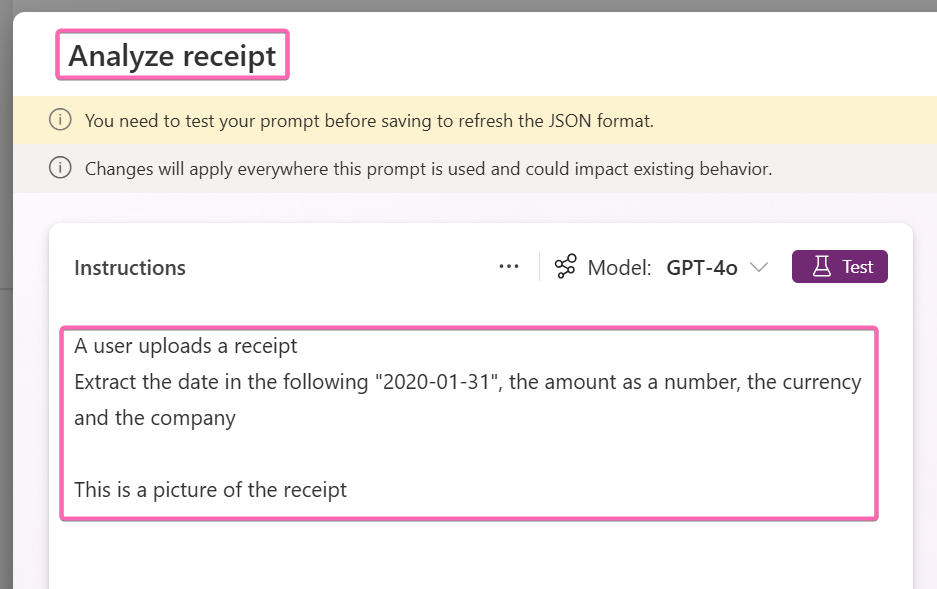 Analyze receipt
You need to test your prompt before saving to refresh the JSON format.
Changes will apply everywhere this prompt is used and could impact existing behavior.
Instructions
Model: GPT-4o
Test
A user uploads a receipt
Extract the date in the following "2020-01-31", the amount as a number, the currency
and the company
This is a picture of the receipt